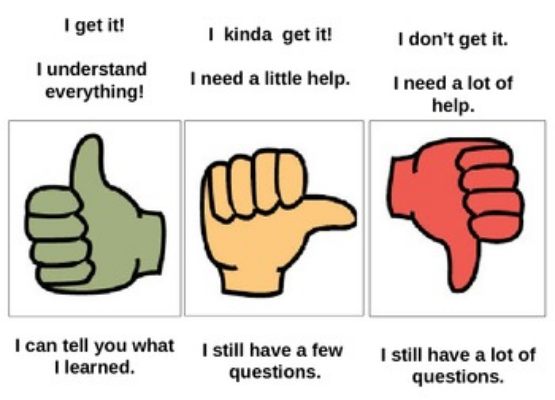 I get it!
I understand
everything!
I kinda get it!
I need a little help.
I don't get it.
I need a lot of
help.
I can tell you what
I learned.
I still have a few
questions.
I still have a lot of
questions.